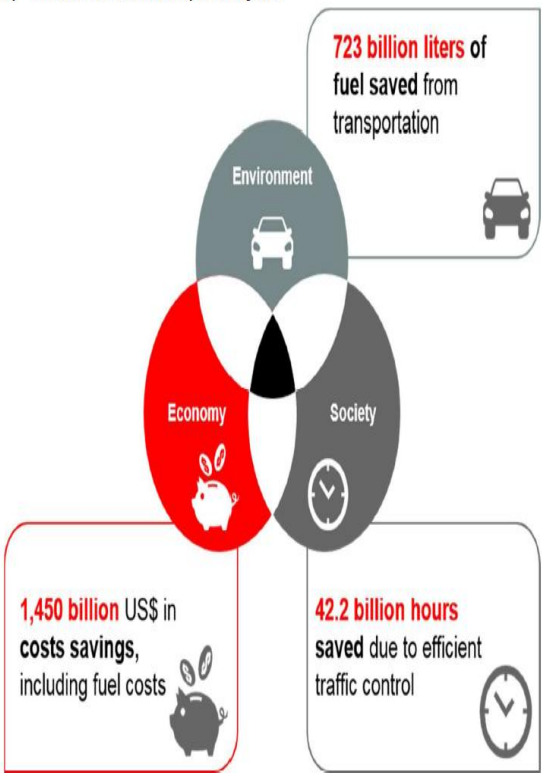 723 billion liters of
fuel saved from
transportation
Environment
Economy
Society
1,450 billion US$ in
costs savings,
including fuel costs
42.2 billion hours
saved due to efficient
traffic control